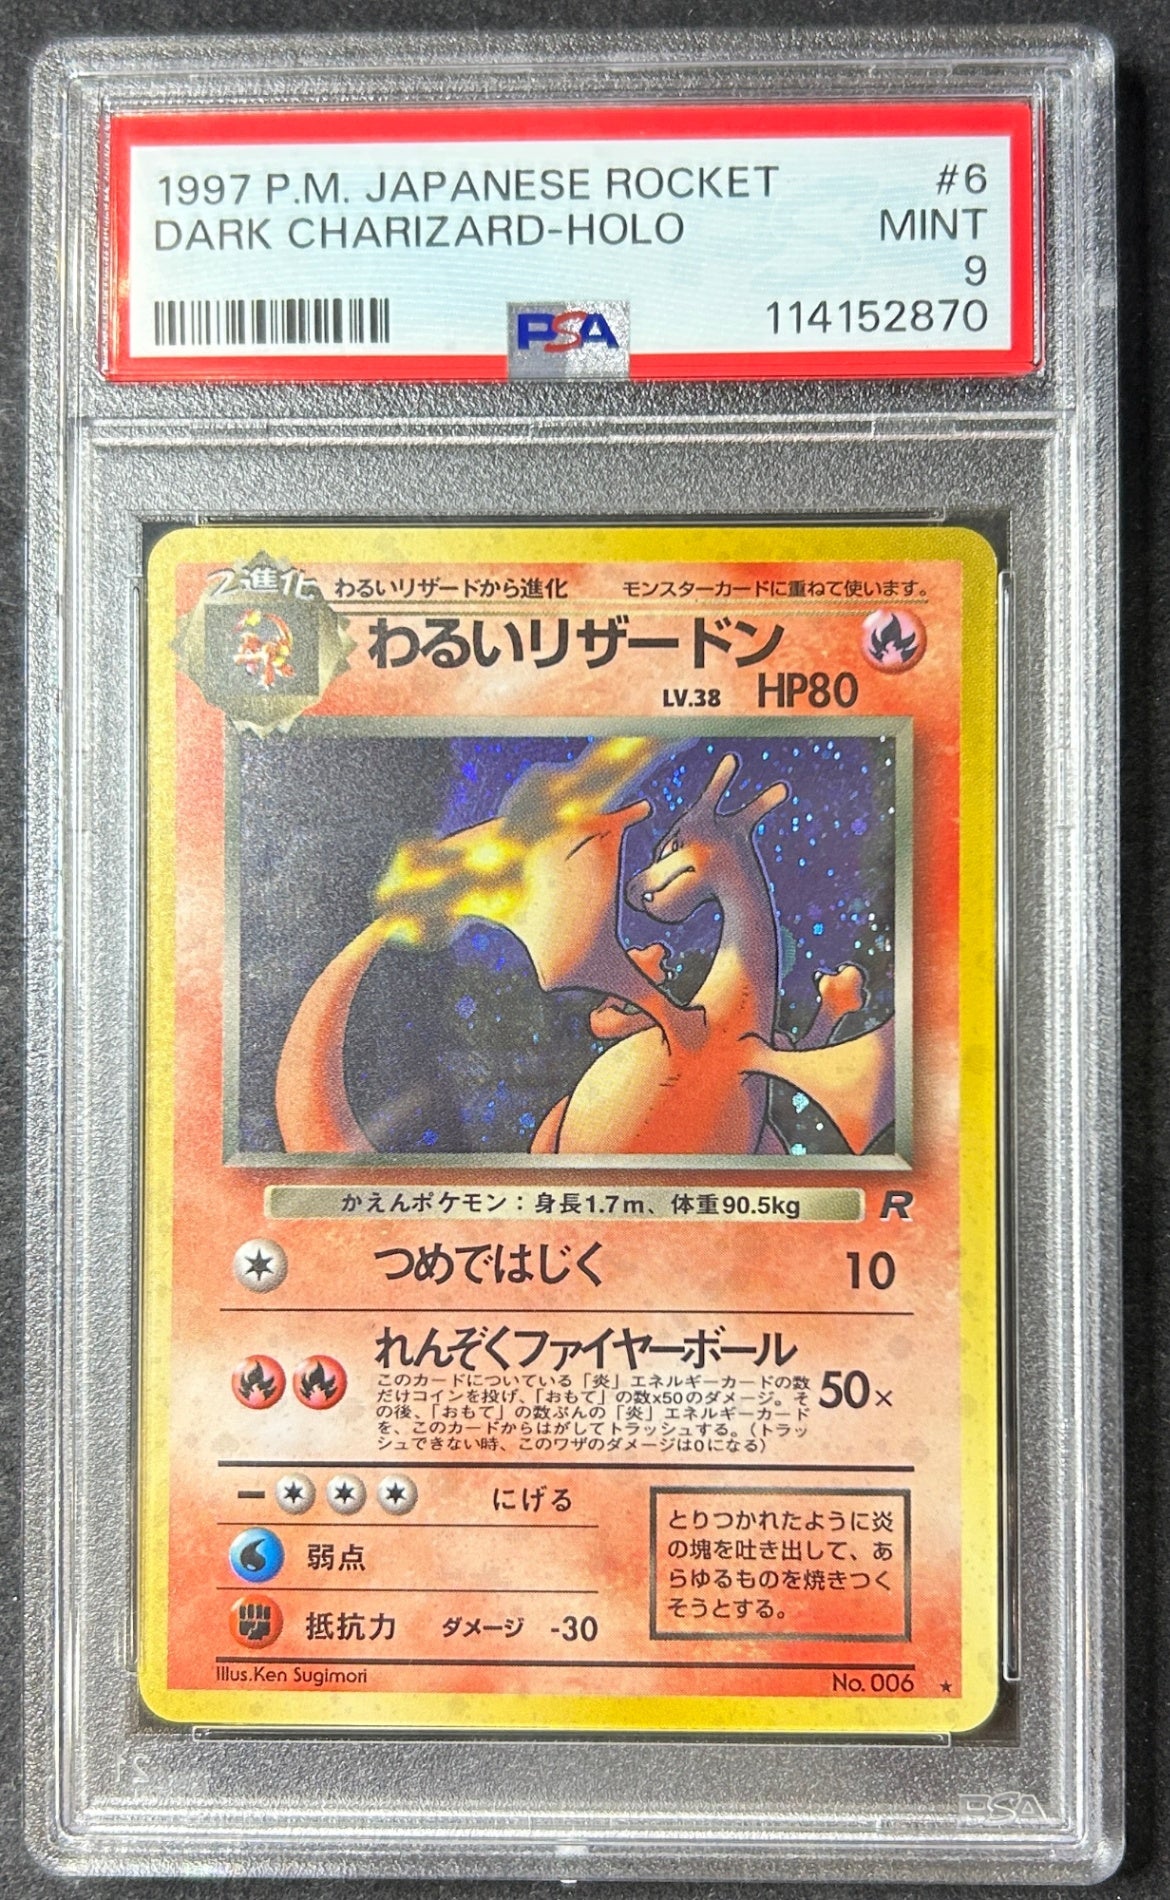 1997 P.M. JAPANESE ROCKET #6
DARK CHARIZARD-HOLO MINT
9
PSA 114152870
2進化 わるいリザードから進化 モンスターカードに重ねて使います。
わるいリザードン
LV.38 HP80
かえんポケモン：身長1.7m、体重90.5kg R
つめではじく 10
れんぞくファイヤーボール
このカードについている「炎」エネルギーカードの数
だけコインを投げ、「おもて」の数x50のダメージ。そ
の後、「おもて」の数ぶんの「炎」エネルギーカード
を、このカードからはがしてトラッシュする。（トラッ
シュできない時、このワザのダメージは0になる）
50×
にげる
弱点
抵抗力 ダメージ -30
とりつかれたように炎
の塊を吐き出して、あ
らゆるものを焼きつく
そうとする。
Illus.Ken Sugimori No. 006 ★
PSA